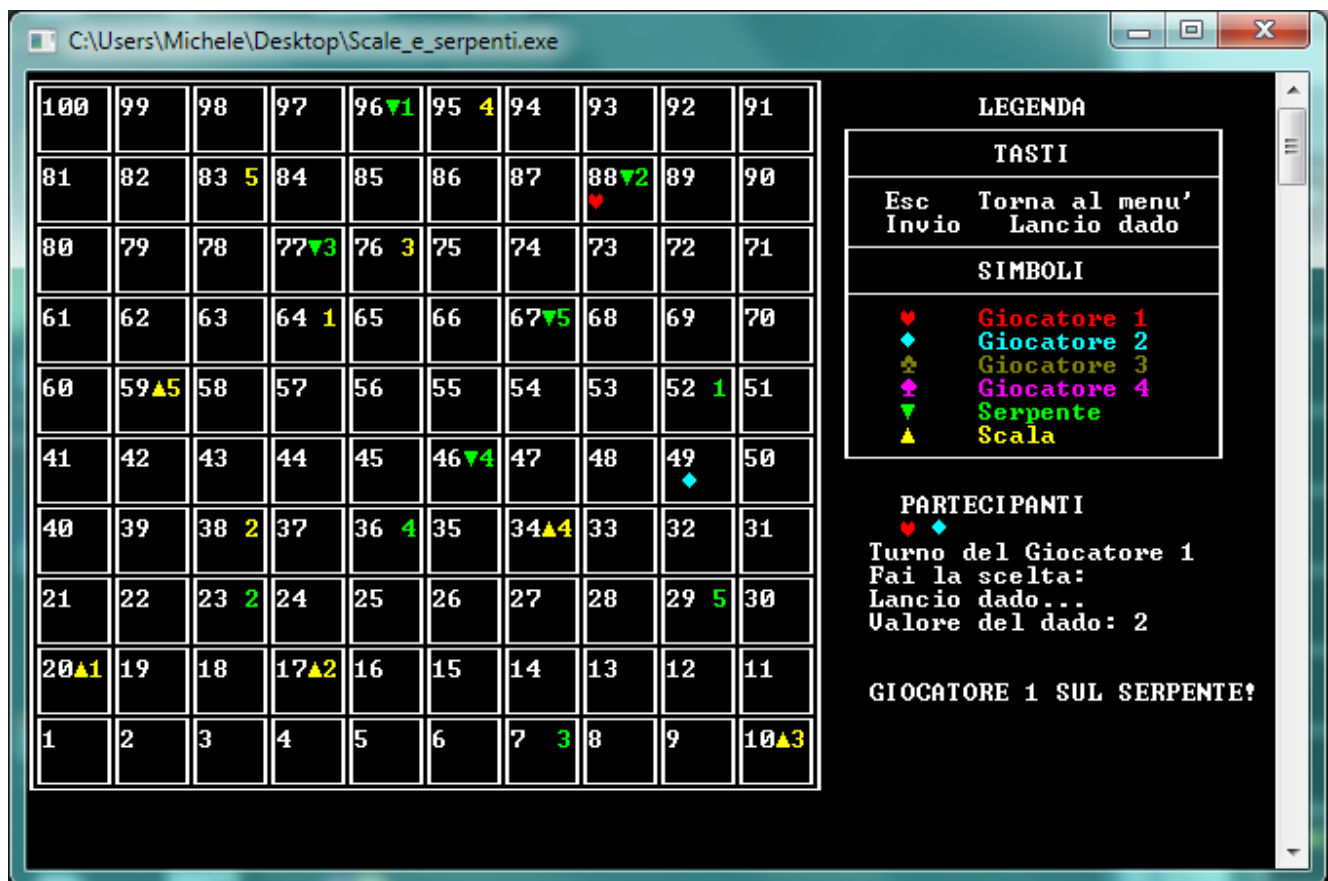 C:\Users\Michele\Desktop\Scale_e_serpenti.exe
100 99 98 97 96▼1 95 4 94 93 92 91
81 82 83 5 84 85 86 87 88▼2 89 90
♥
80 79 78 77▼3 76 3 75 74 73 72 71
61 62 63 64 1 65 66 67▼5 68 69 70
60 59▲5 58 57 56 55 54 53 52 1 51
41 42 43 44 45 46▼4 47 48 49 50
♦
40 39 38 2 37 36 4 35 34▲4 33 32 31
21 22 23 2 24 25 26 27 28 29 5 30
20▲1 19 18 17▲2 16 15 14 13 12 11
1 2 3 4 5 6 7 3 8 9 10▲3
LEGENDA
TASTI
Esc Torna al menu'
Invio Lancio dado
SIMBOLI
♥ Giocatore 1
♦ Giocatore 2
♣ Giocatore 3
♠ Giocatore 4
▼ Serpente
▲ Scala
PARTECIPANTI
♥ ♦
Turno del Giocatore 1
Fai la scelta:
Lancio dado...
Valore del dado: 2
GIOCATORE 1 SUL SERPENTE!